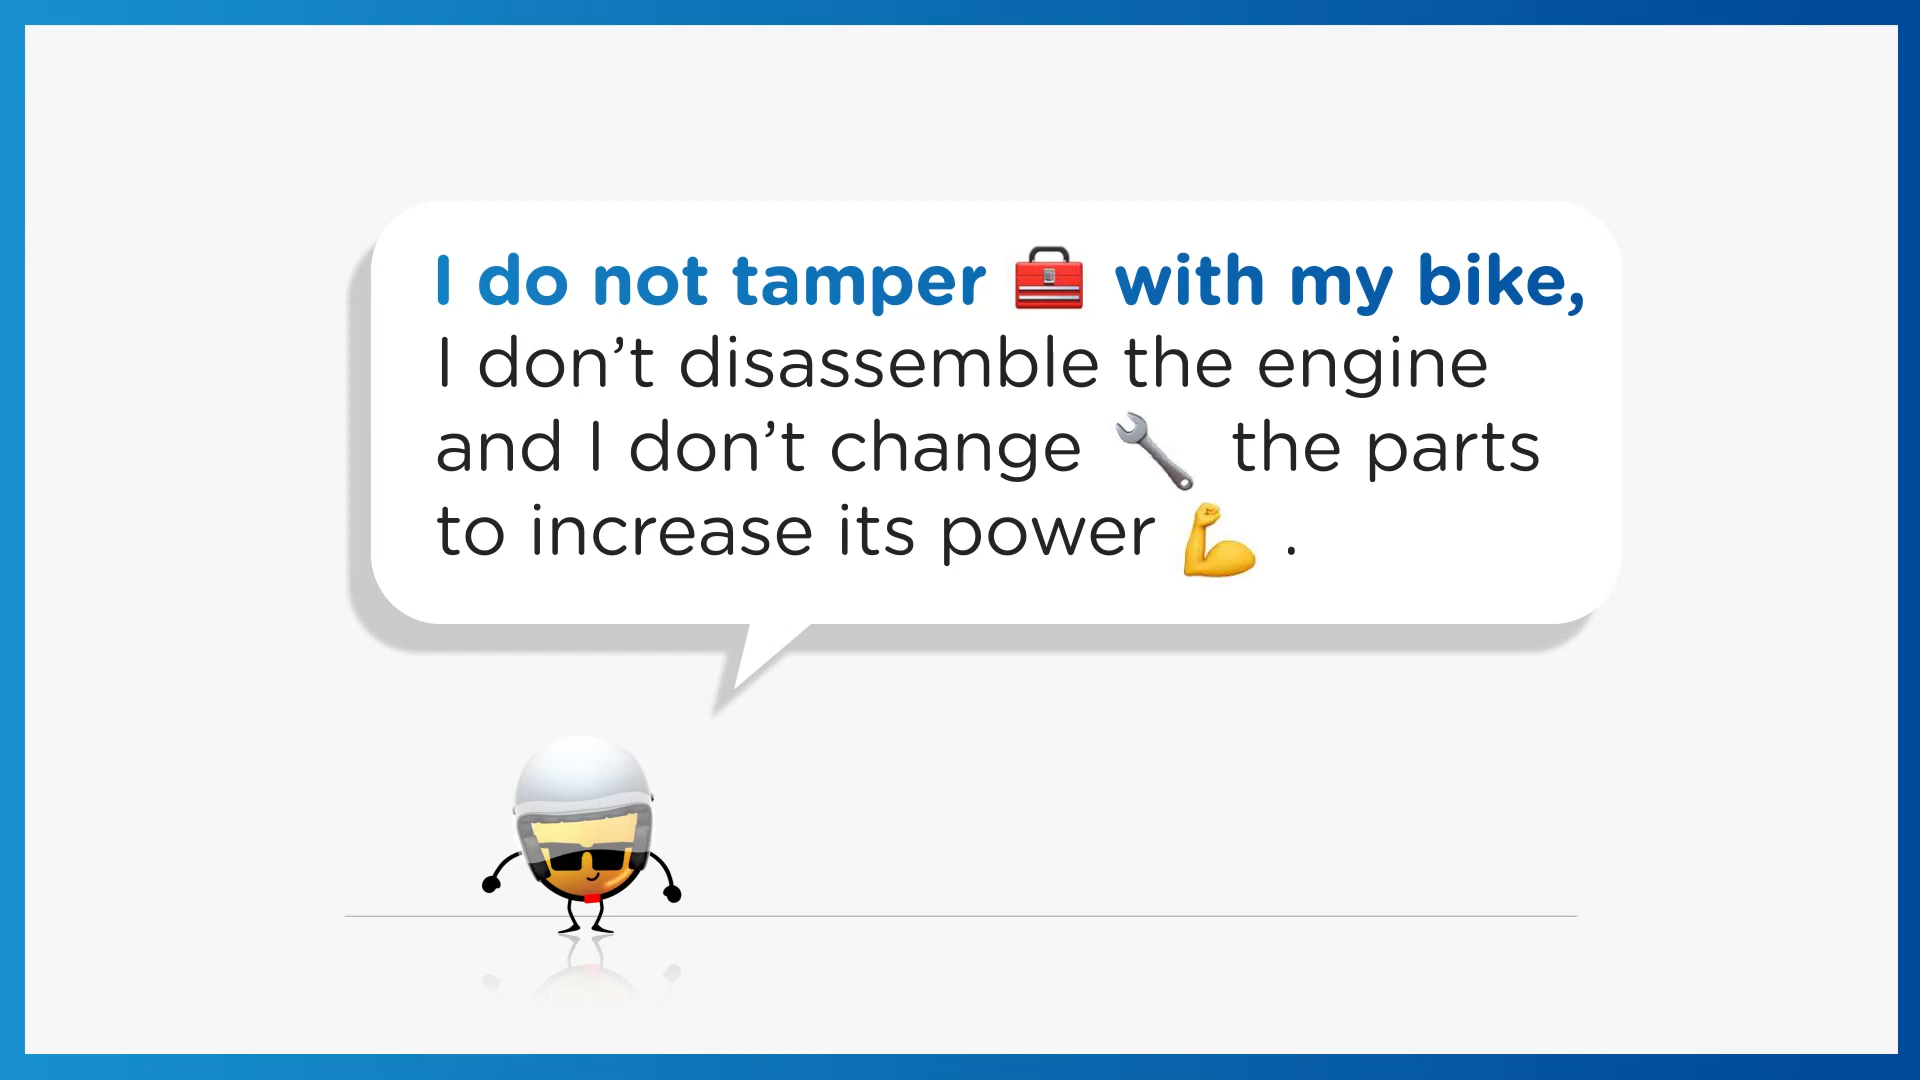 I do not tamper 🧰 with my bike,
I don’t disassemble the engine
and I don’t change 🔧 the parts
to increase its power 💪 .